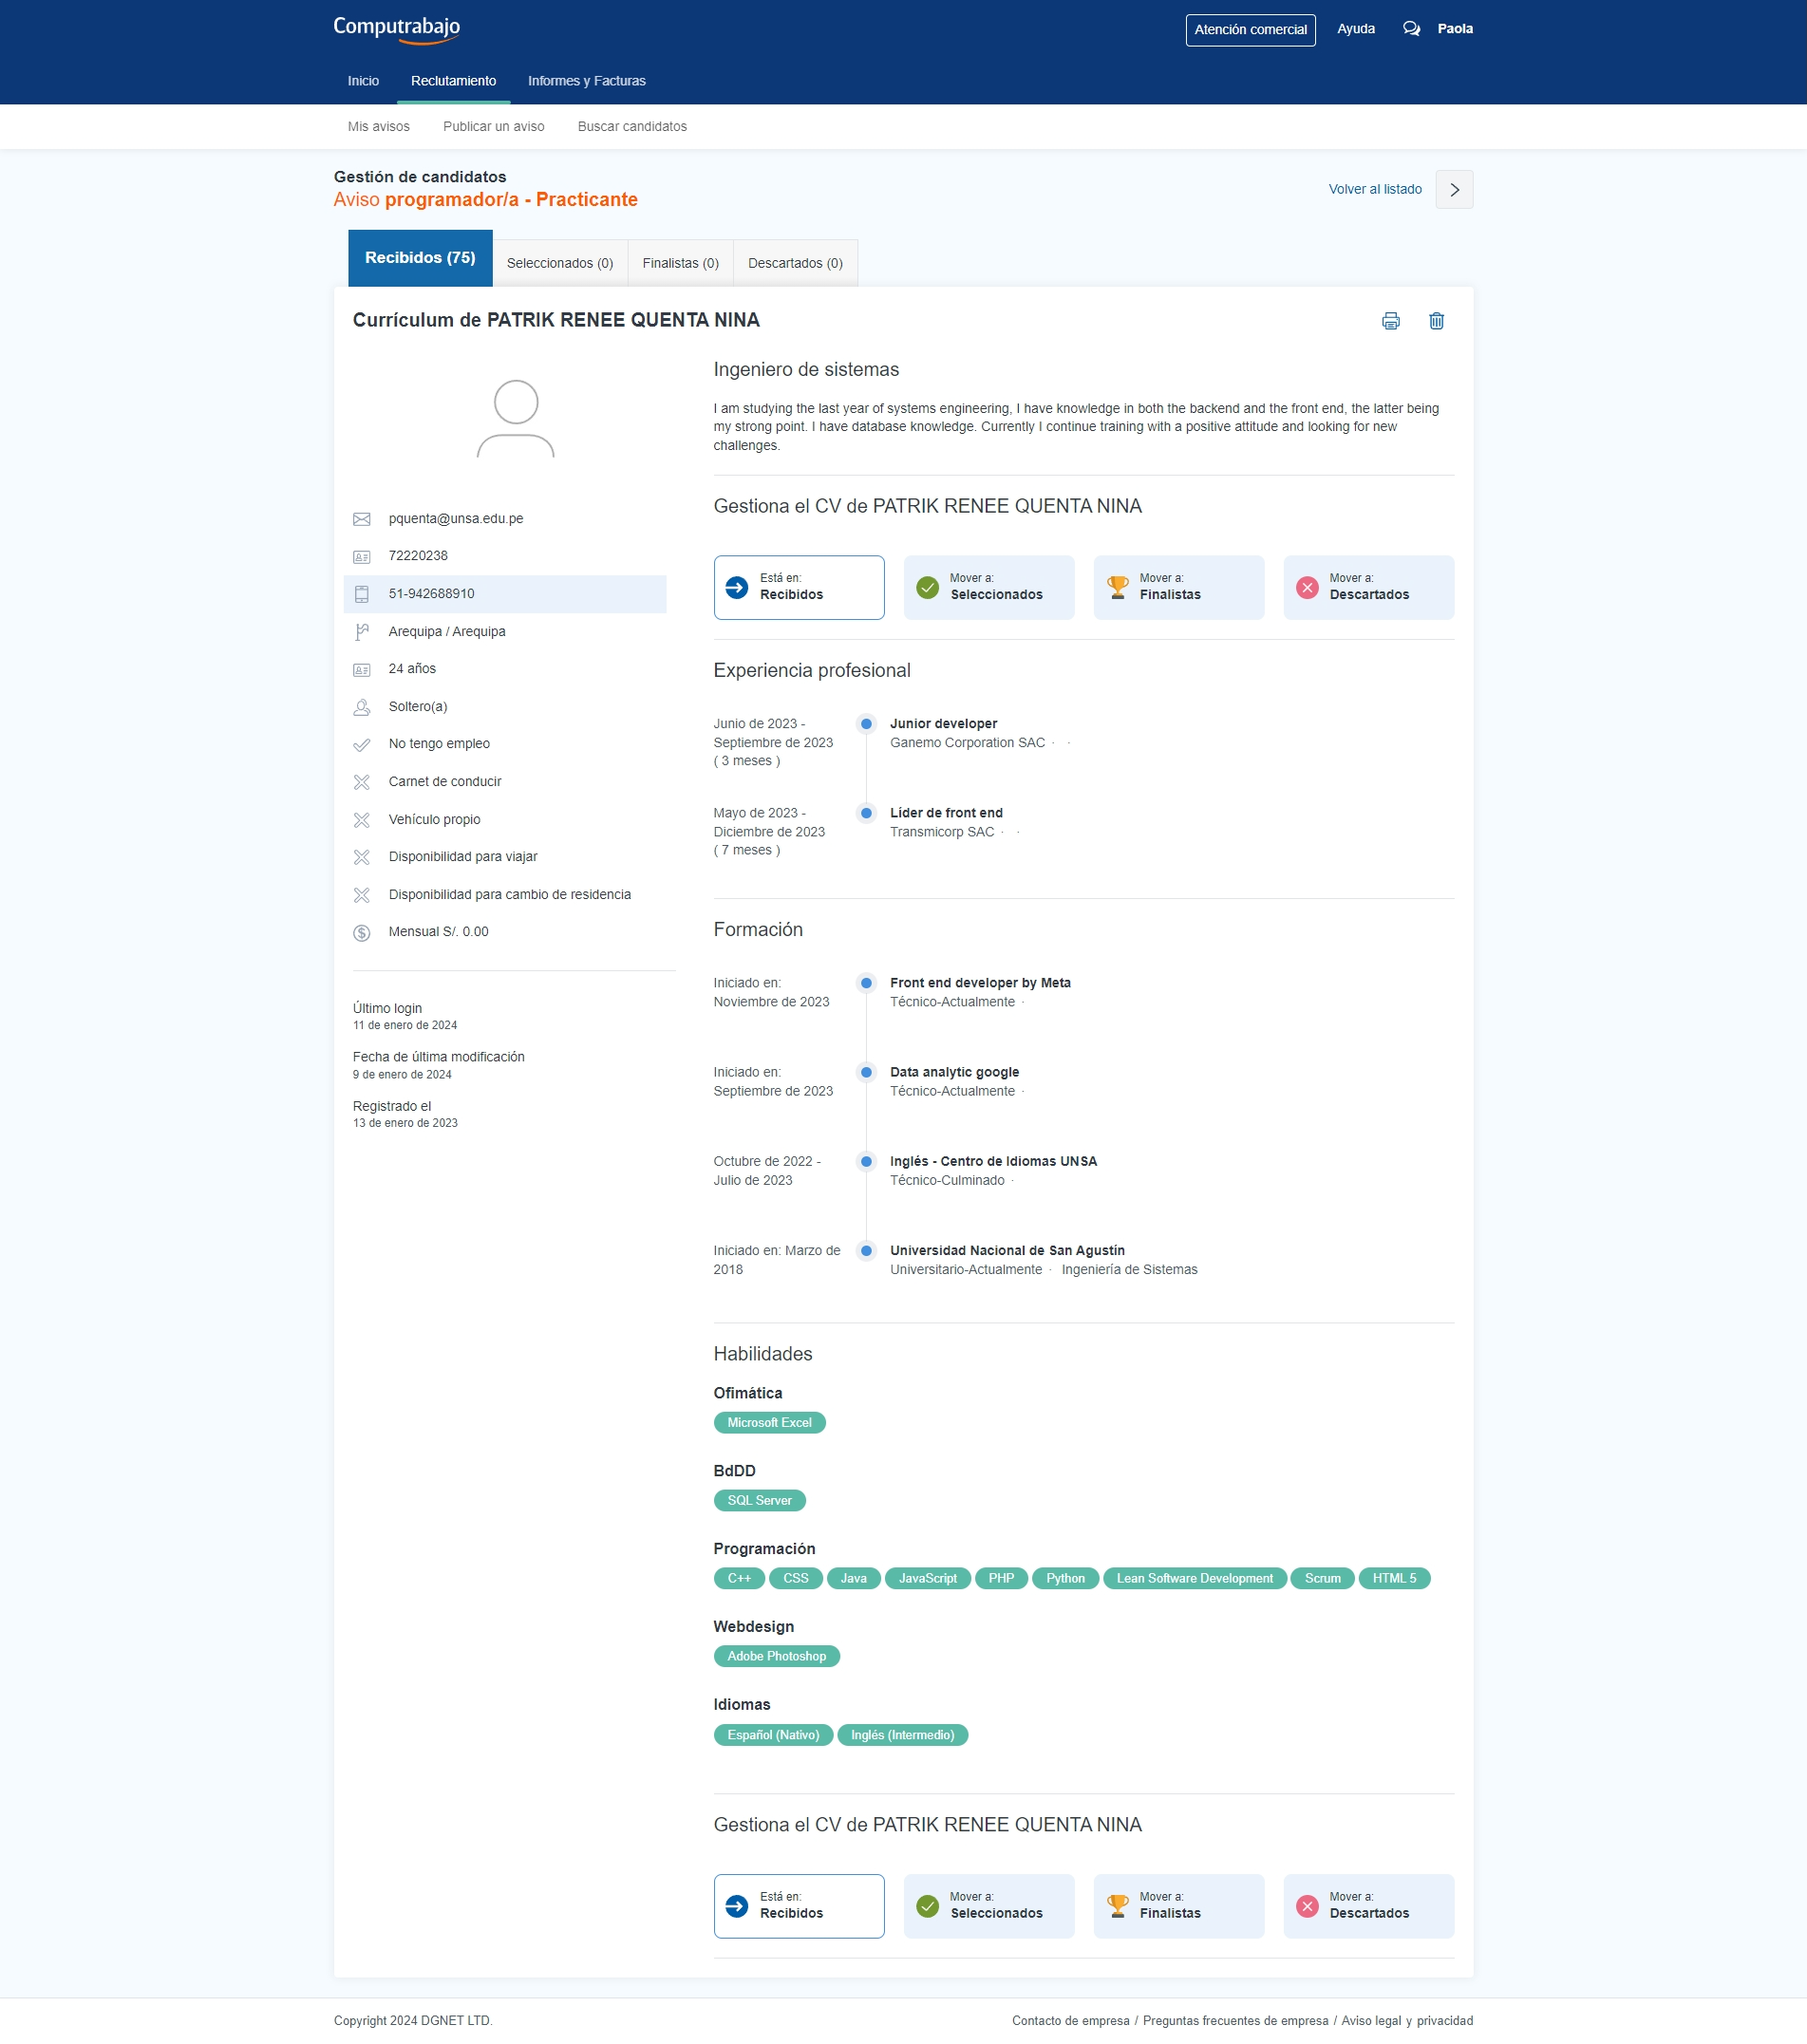 Computrabajo
Atención comercial
Ayuda
Paola
Inicio
Reclutamiento
Informes y Facturas
Mis avisos
Publicar un aviso
Buscar candidatos
Gestión de candidatos
Aviso programador/a - Practicante
Volver al listado
Recibidos (75)
Seleccionados (0)
Finalistas (0)
Descartados (0)
Currículum de PATRIK RENEE QUENTA NINA
pquenta@unsa.edu.pe
72220238
51-942688910
Arequipa / Arequipa
24 años
Soltero(a)
No tengo empleo
Carnet de conducir
Vehículo propio
Disponibilidad para viajar
Disponibilidad para cambio de residencia
Mensual S/. 0.00
Último login
11 de enero de 2024
Fecha de última modificación
9 de enero de 2024
Registrado el
13 de enero de 2023
Ingeniero de sistemas
I am studying the last year of systems engineering, I have knowledge in both the backend and the front end, the latter being
my strong point. I have database knowledge. Currently I continue training with a positive attitude and looking for new
challenges.
Gestiona el CV de PATRIK RENEE QUENTA NINA
Está en:
Recibidos
Mover a:
Seleccionados
Mover a:
Finalistas
Mover a:
Descartados
Experiencia profesional
Junio de 2023 -
Septiembre de 2023
( 3 meses )
Junior developer
Ganemo Corporation SAC · ·
Mayo de 2023 -
Diciembre de 2023
( 7 meses )
Líder de front end
Transmicorp SAC · ·
Formación
Iniciado en:
Noviembre de 2023
Front end developer by Meta
Técnico-Actualmente ·
Iniciado en:
Septiembre de 2023
Data analytic google
Técnico-Actualmente ·
Octubre de 2022 -
Julio de 2023
Inglés - Centro de Idiomas UNSA
Técnico-Culminado ·
Iniciado en: Marzo de
2018
Universidad Nacional de San Agustín
Universitario-Actualmente · Ingeniería de Sistemas
Habilidades
Ofimática
Microsoft Excel
BdDD
SQL Server
Programación
C++ CSS Java JavaScript PHP Python Lean Software Development Scrum HTML 5
Webdesign
Adobe Photoshop
Idiomas
Español (Nativo) Inglés (Intermedio)
Gestiona el CV de PATRIK RENEE QUENTA NINA
Está en:
Recibidos
Mover a:
Seleccionados
Mover a:
Finalistas
Mover a:
Descartados
Copyright 2024 DGNET LTD.
Contacto de empresa / Preguntas frecuentes de empresa / Aviso legal y privacidad